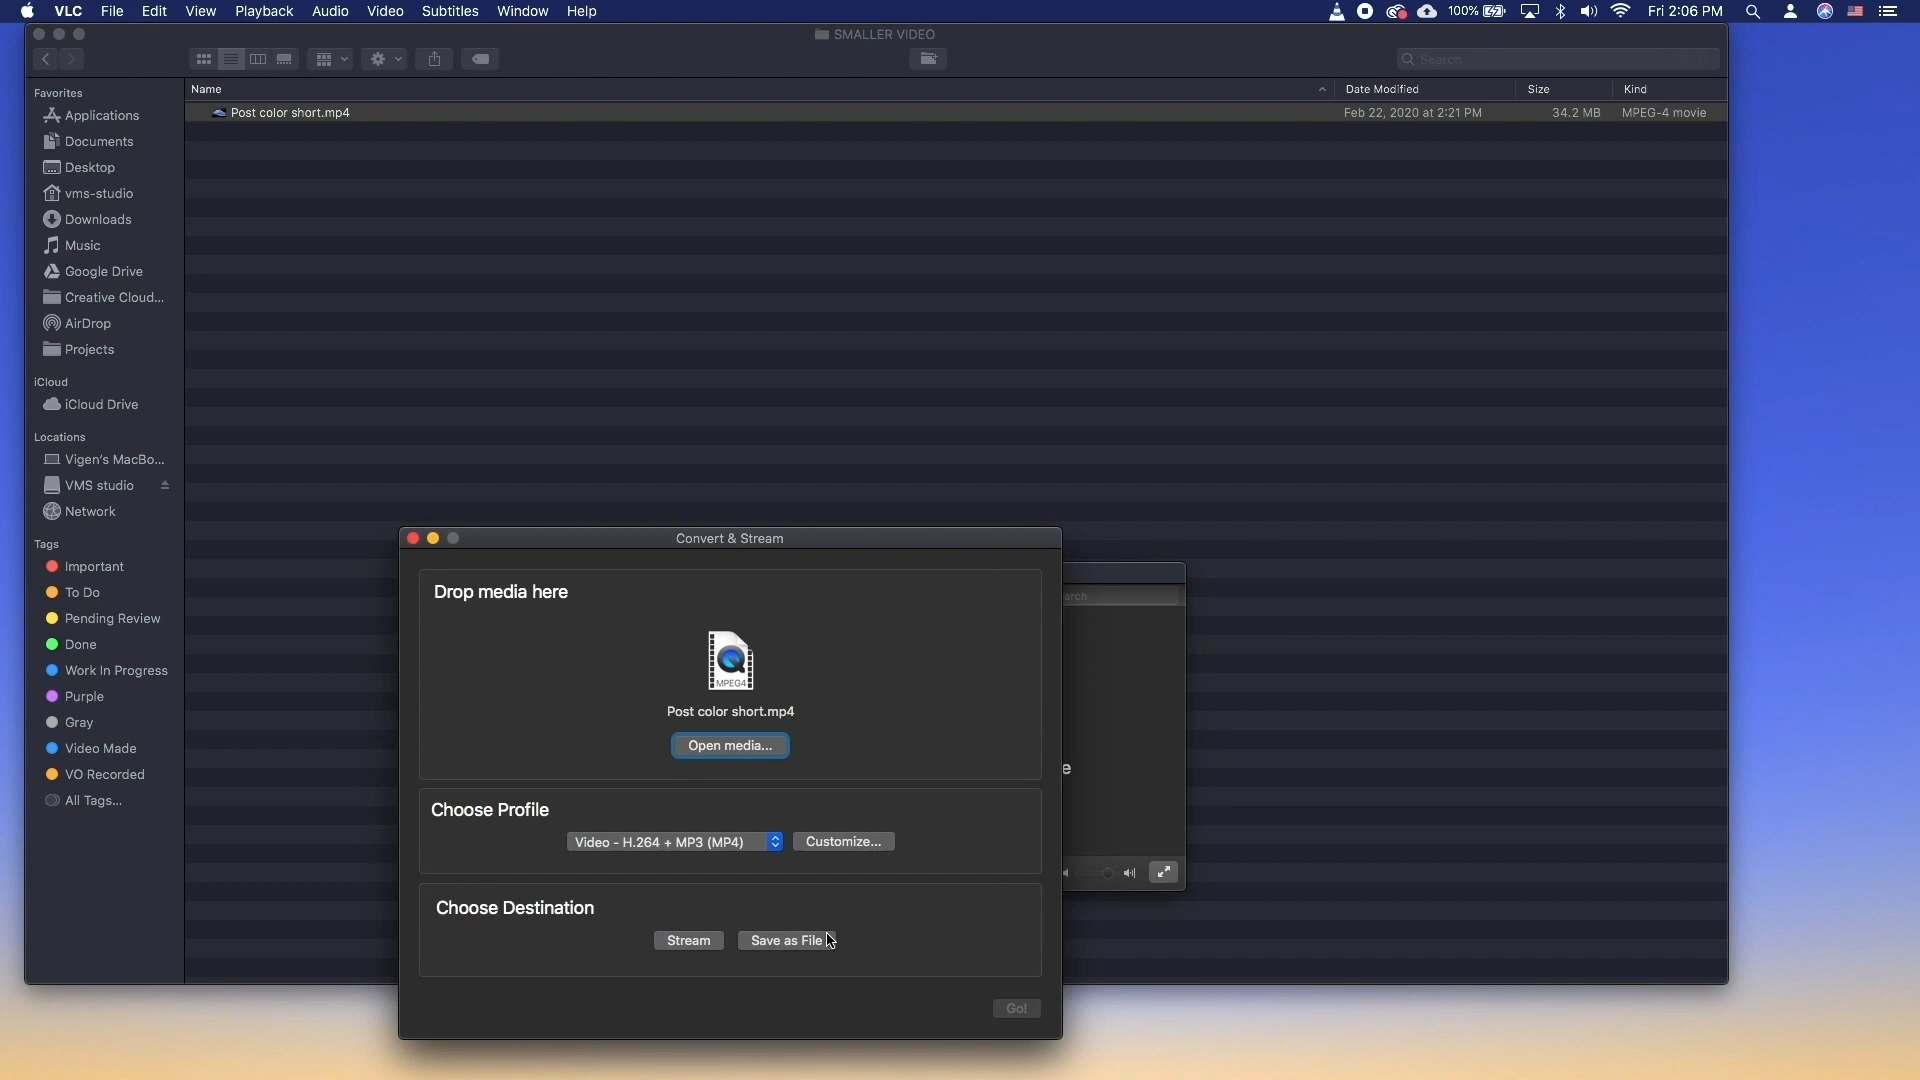 VLC File Edit View Playback Audio Video Subtitles Window Help 100% Fri 2:06 PM
SMALLER VIDEO
Search
Favorites
Applications
Documents
Desktop
vms-studio
Downloads
Music
Google Drive
Creative Cloud...
AirDrop
Projects
iCloud
iCloud Drive
Locations
Vigen's MacBo...
VMS studio
Network
Tags
Important
To Do
Pending Review
Done
Work In Progress
Purple
Gray
Video Made
VO Recorded
All Tags...
Name Date Modified Size Kind
Post color short.mp4 Feb 22, 2020 at 2:21 PM 34.2 MB MPEG-4 movie
Convert & Stream
Drop media here
MPEG4
Post color short.mp4
Open media...
Choose Profile
Video - H.264 + MP3 (MP4) Customize...
Choose Destination
Stream Save as File
Go!
arch
e